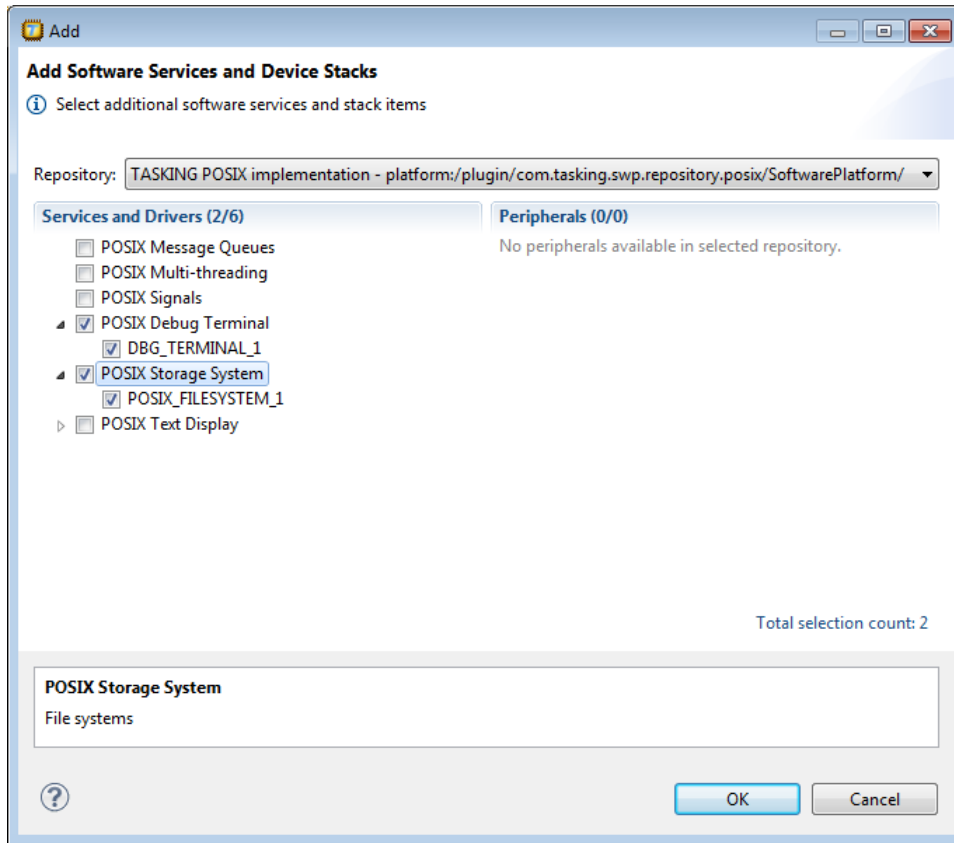 Add
Add Software Services and Device Stacks
Select additional software services and stack items
Repository: TASKING POSIX implementation - platform:/plugin/com.tasking.swp.repository.posix/SoftwarePlatform/
Services and Drivers (2/6)
POSIX Message Queues
POSIX Multi-threading
POSIX Signals
POSIX Debug Terminal
DBG_TERMINAL_1
POSIX Storage System
POSIX_FILESYSTEM_1
POSIX Text Display
Peripherals (0/0)
No peripherals available in selected repository.
Total selection count: 2
POSIX Storage System
File systems
OK Cancel